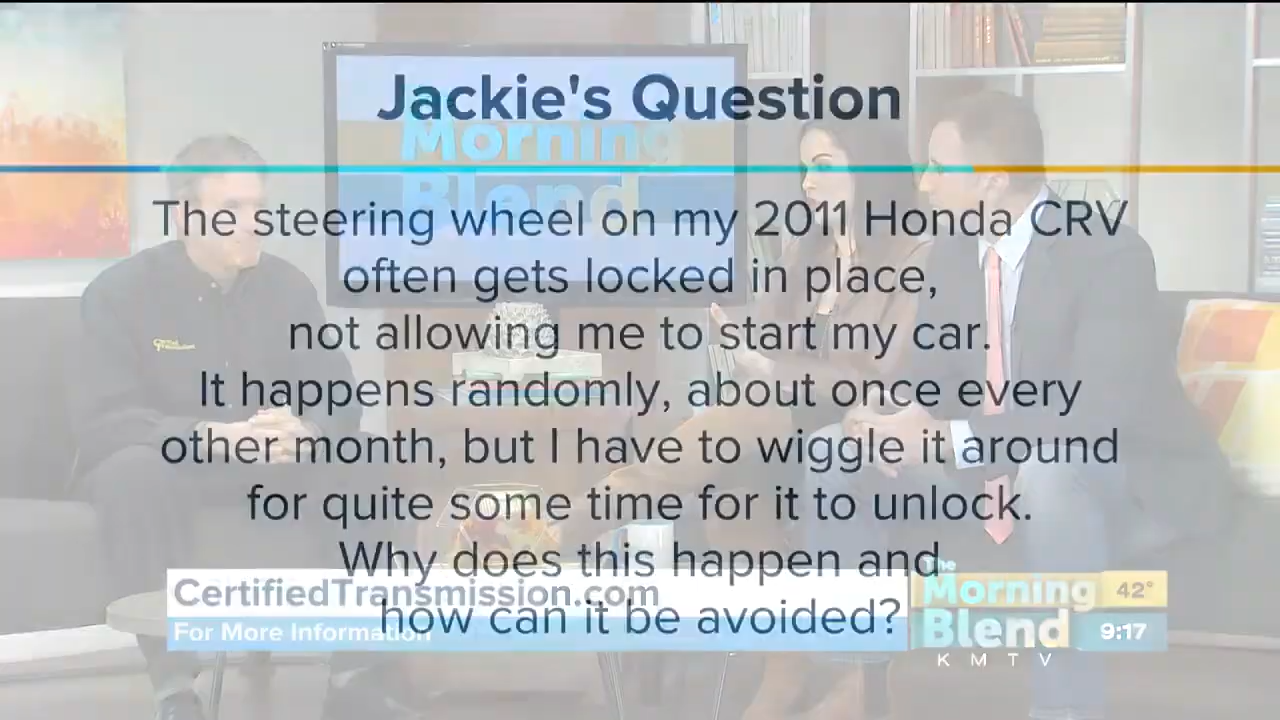 Jackie's Question
Morning
Blend
The steering wheel on my 2011 Honda CRV
often gets locked in place,
not allowing me to start my car.
It happens randomly, about once every
other month, but I have to wiggle it around
for quite some time for it to unlock.
Why does this happen and
how can it be avoided?
CertifiedTransmission.com
For More Information
The
Morning
Blend
KMTV
42°
9:17